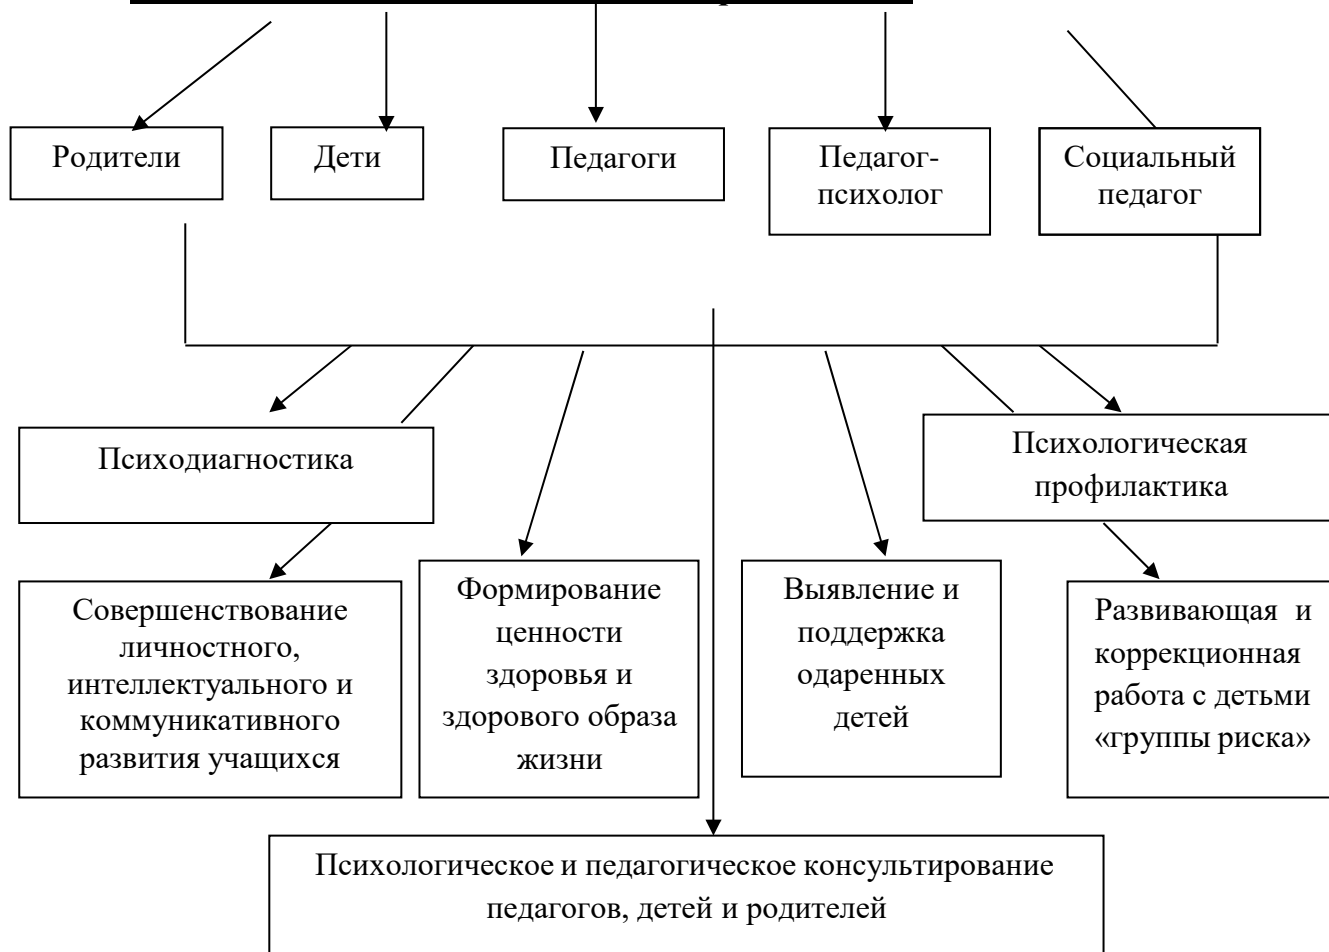 Родители
Дети
Педагоги
Педагог-
психолог
Социальный
педагог
Психодиагностика
Психологическая
профилактика
Совершенствование
личностного,
интеллектуального и
коммуникативного
развития учащихся
Формирование
ценности
здоровья и
здорового образа
жизни
Выявление и
поддержка
одаренных
детей
Развивающая и
коррекционная
работа с детьми
«группы риска»
Психологическое и педагогическое консультирование
педагогов, детей и родителей